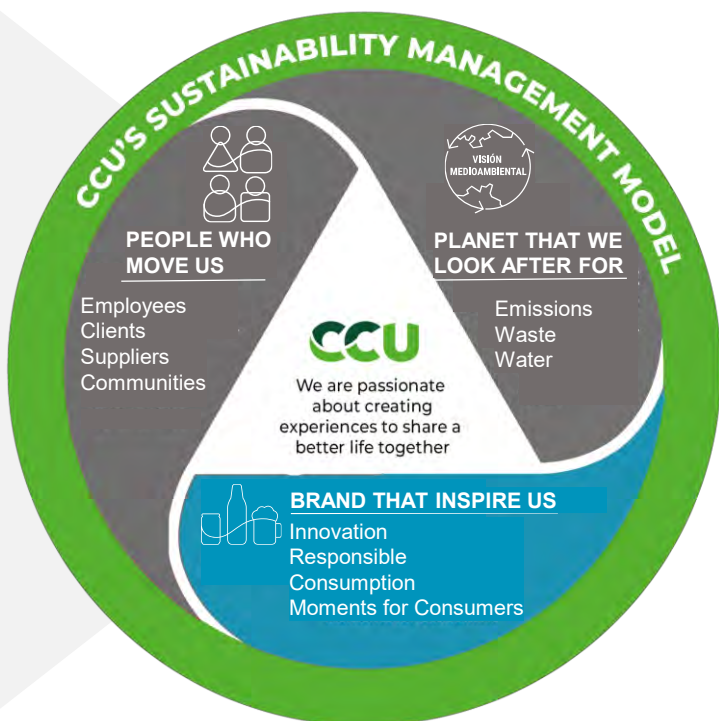 CCU'S SUSTAINABILITY MANAGEMENT MODEL
PEOPLE WHO
MOVE US
Employees
Clients
Suppliers
Communities
VISIÓN
MEDIOAMBIENTAL
PLANET THAT WE
LOOK AFTER FOR
Emissions
Waste
Water
CCU
We are passionate
about creating
experiences to share a
better life together
BRAND THAT INSPIRE US
Innovation
Responsible
Consumption
Moments for Consumers